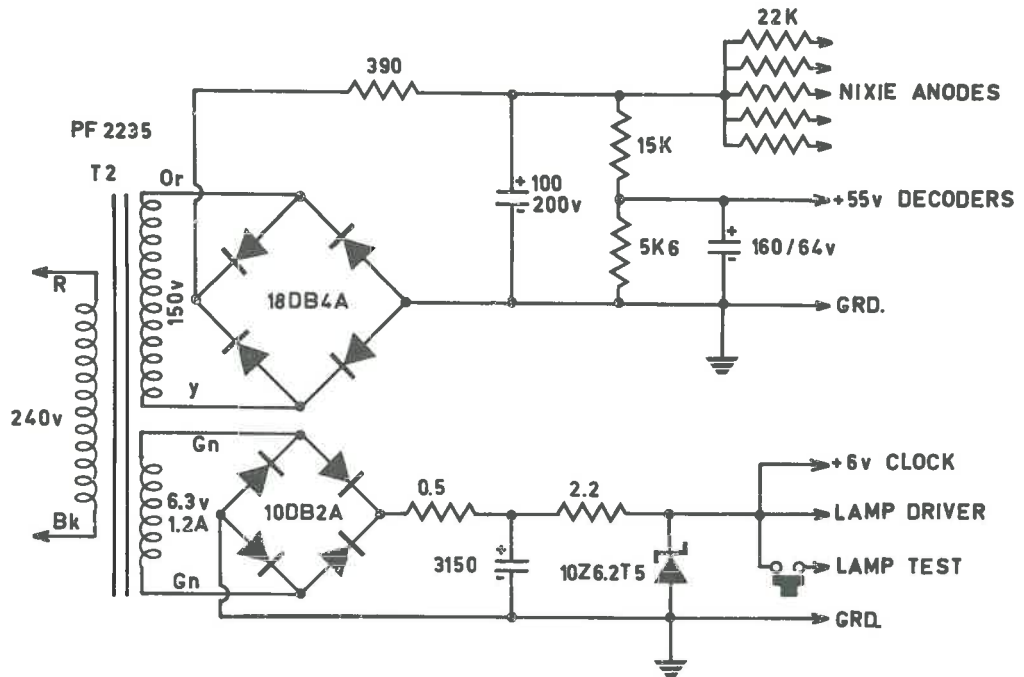 22K
390
NIXIE ANODES
PF 2235
15K
T2
Or
100
200v
+55v DECODERS
5K6
160/64v
R
150v
18DB4A
GRD.
y
240v
Gn
+6v CLOCK
6.3v
1.2A
10DB2A
0.5
2.2
LAMP DRIVER
Bk
3150
10Z6.2T5
LAMP TEST
Gn
GRD.